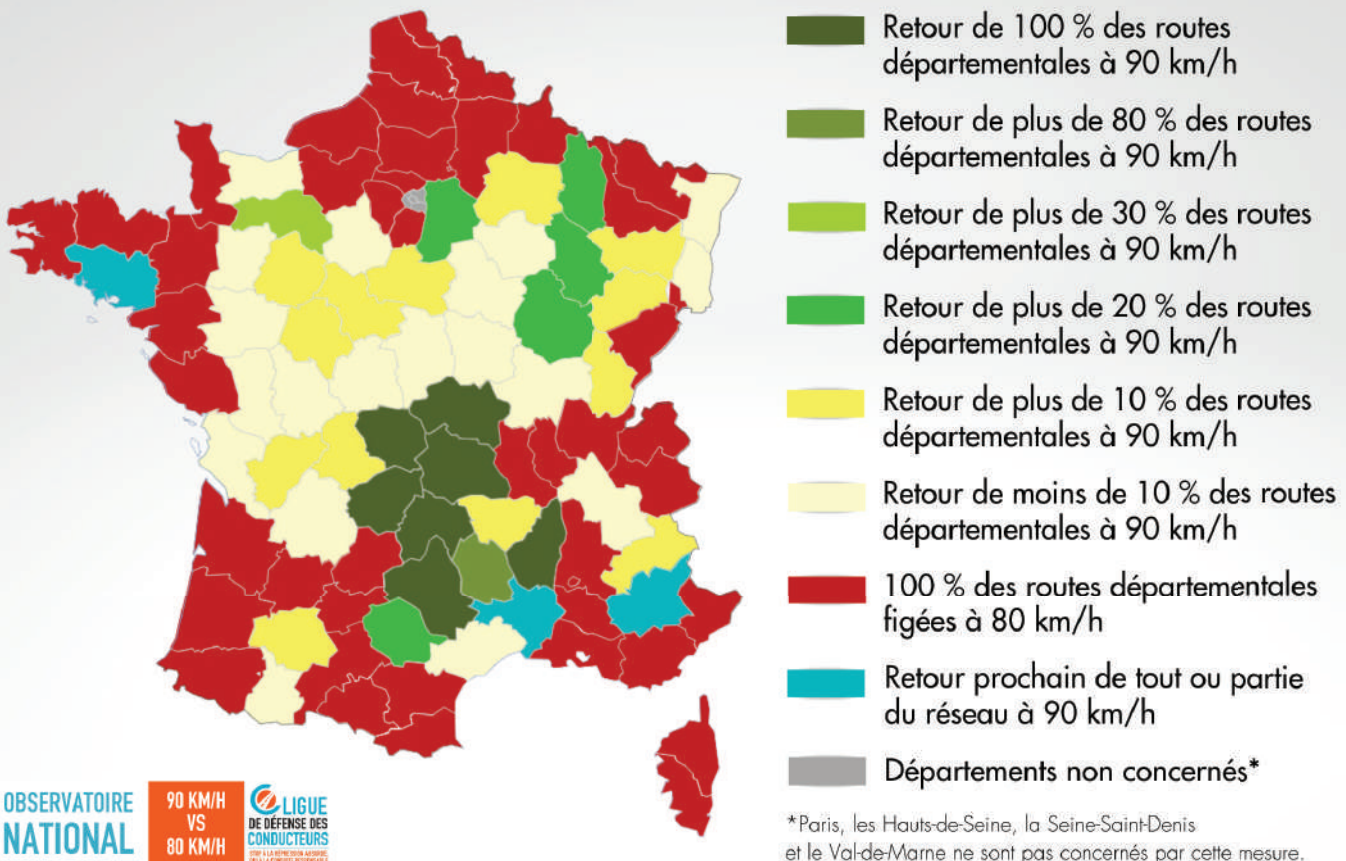 Retour de 100 % des routes
départementales à 90 km/h
Retour de plus de 80 % des routes
départementales à 90 km/h
Retour de plus de 30 % des routes
départementales à 90 km/h
Retour de plus de 20 % des routes
départementales à 90 km/h
Retour de plus de 10 % des routes
départementales à 90 km/h
Retour de moins de 10 % des routes
départementales à 90 km/h
100 % des routes départementales
figées à 80 km/h
Retour prochain de tout ou partie
du réseau à 90 km/h
Départements non concernés*
*Paris, les Hauts-de-Seine, la Seine-Saint-Denis
et le Val-de-Marne ne sont pas concernés par cette mesure.
OBSERVATOIRE
NATIONAL
90 KM/H
VS
80 KM/H
LIGUE
DE DÉFENSE DES
CONDUCTEURS